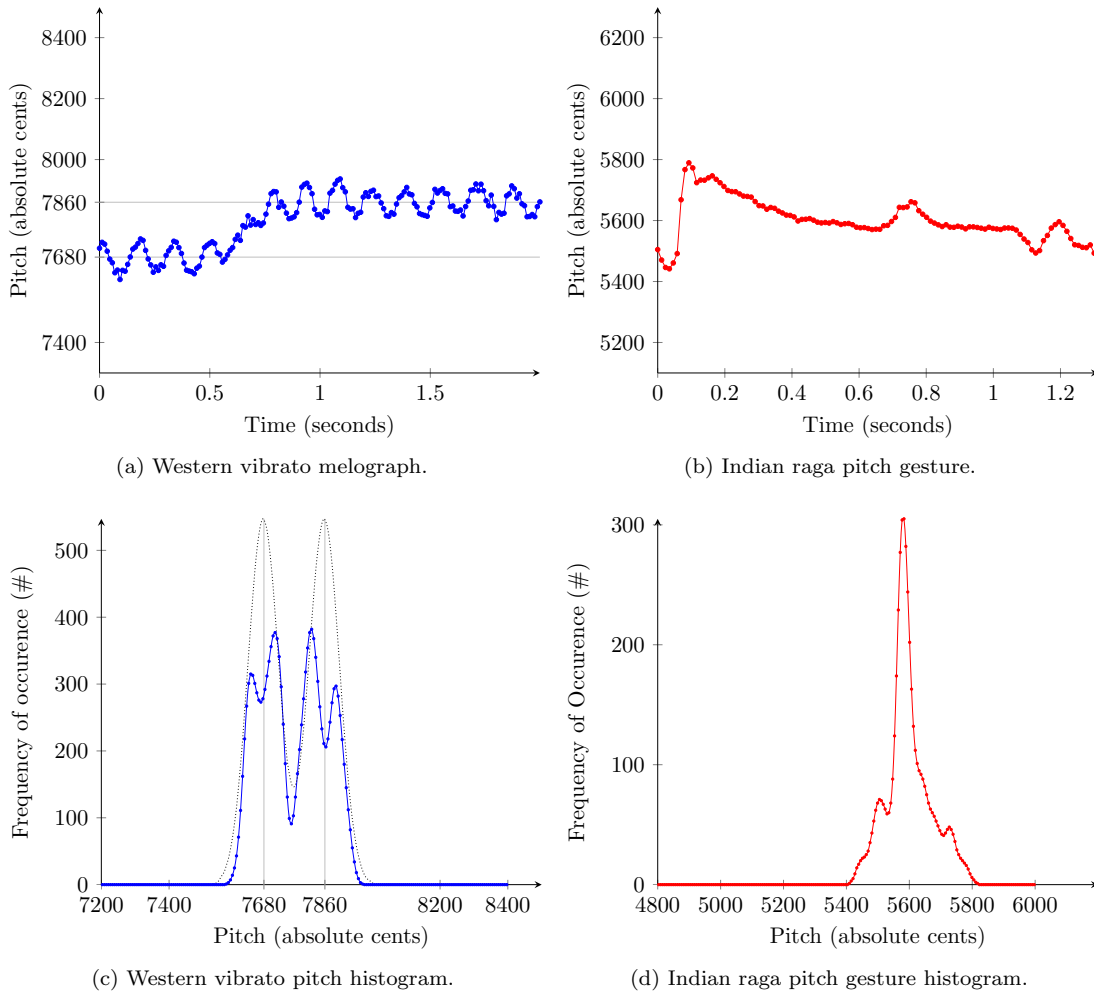 8400
8200
8000
7860
7680
7400
Pitch (absolute cents)
0 0.5 1 1.5
Time (seconds)
(a) Western vibrato melograph.
6200
6000
5800
5600
5400
5200
Pitch (absolute cents)
0 0.2 0.4 0.6 0.8 1 1.2
Time (seconds)
(b) Indian raga pitch gesture.
500
400
300
200
100
0
Frequency of occurence (#)
7200 7400 7680 7860 8200 8400
Pitch (absolute cents)
(c) Western vibrato pitch histogram.
300
200
100
0
Frequency of Occurence (#)
4800 5000 5200 5400 5600 5800 6000
Pitch (absolute cents)
(d) Indian raga pitch gesture histogram.